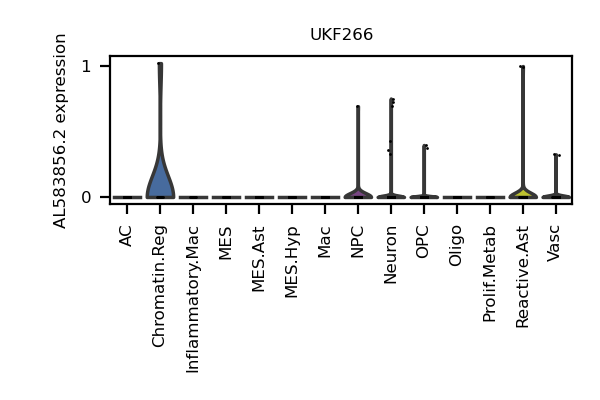 UKF266
AL583856.2 expression
1
0
AC
Chromatin.Reg
Inflammatory.Mac
MES
MES.Ast
MES.Hyp
Mac
NPC
Neuron
OPC
Oligo
Prolif.Metab
Reactive.Ast
Vasc